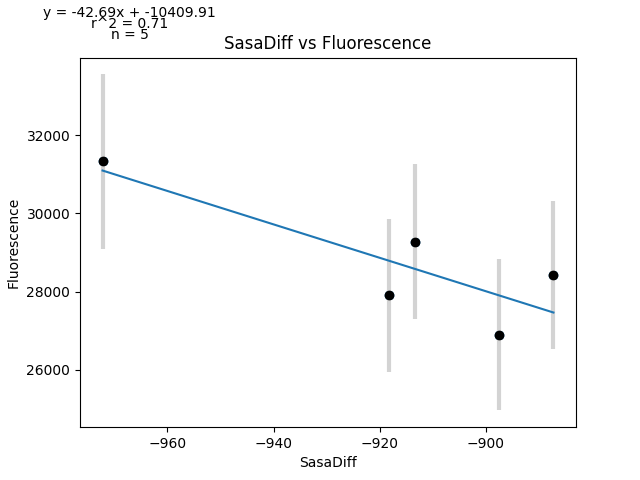 y = -42.69x + -10409.91
r^2 = 0.71
n = 5
SasaDiff vs Fluorescence
Fluorescence
32000
30000
28000
26000
−960
−940
−920
−900
SasaDiff